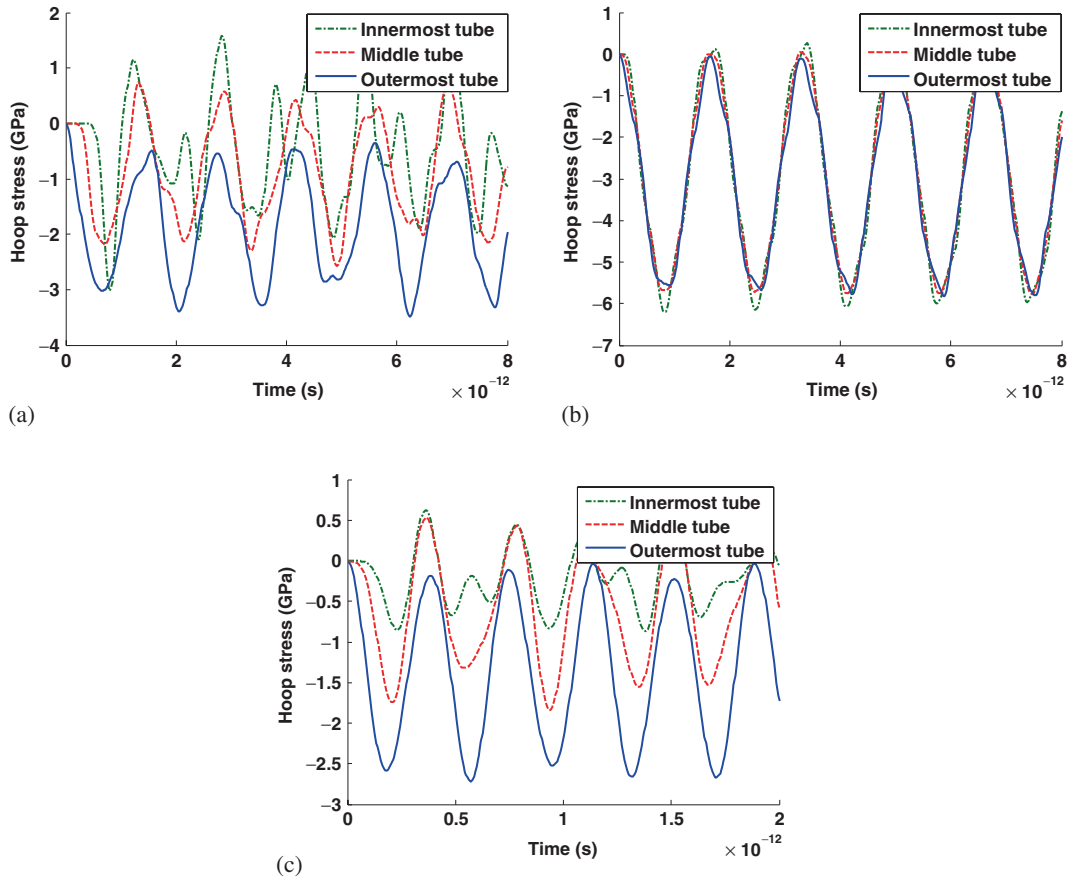 2
1
0
−1
−2
−3
−4
0
2
4
6
8
Hoop stress (GPa)
Time (s)
× 10−12
Innermost tube
Middle tube
Outermost tube
(a)
1
0
−1
−2
−3
−4
−5
−6
−7
0
2
4
6
8
Hoop stress (GPa)
Time (s)
× 10−12
Innermost tube
Middle tube
Outermost tube
(b)
1
0.5
0
−0.5
−1
−1.5
−2
−2.5
−3
0
0.5
1
1.5
2
Hoop stress (GPa)
Time (s)
× 10−12
Innermost tube
Middle tube
Outermost tube
(c)